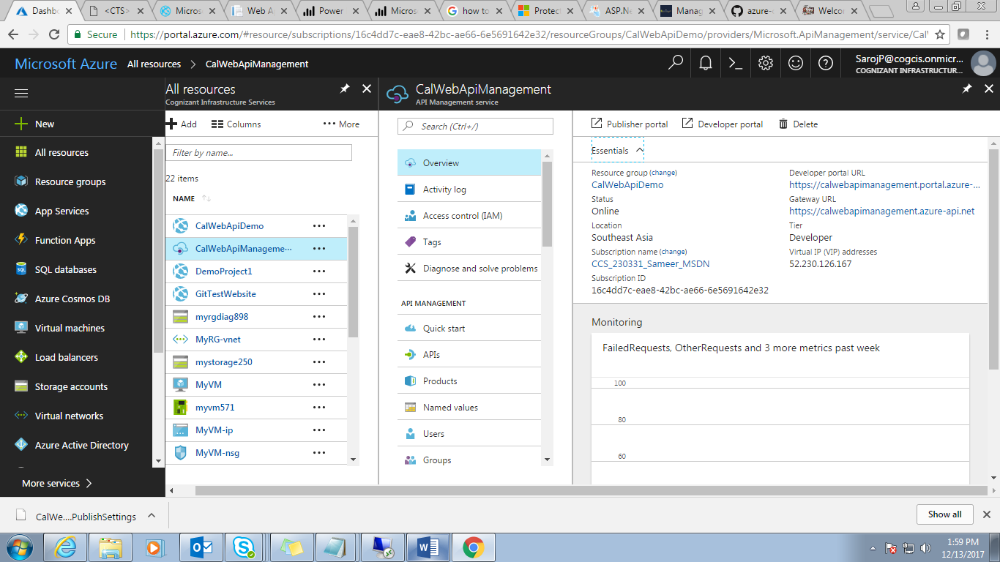 Dashbo
<CTS>
Micros
Web A
Power
Micros
how to
Protec
ASP.Ne
Manag
azure-
Welcon
Secure
https://portal.azure.com/#resource/subscriptions/16c4dd7c-eae8-42bc-ae66-6e5691642e32/resourceGroups/CalWebApiDemo/providers/Microsoft.ApiManagement/service/Cal
Microsoft Azure All resources > CalWebApiManagement
SarojP@cogcis.onmicr...
COGNIZANT INFRASTRUCTUR...
New
All resources
Resource groups
App Services
Function Apps
SQL databases
Azure Cosmos DB
Virtual machines
Load balancers
Storage accounts
Virtual networks
Azure Active Directory
More services >
All resources
Cognizant Infrastructure Services
Add Columns ••• More
Filter by name...
22 items
NAME
CalWebApiDemo •••
CalWebApiManageme··· •••
DemoProject1 •••
GitTestWebsite •••
myrgdiag898 •••
MyRG-vnet •••
mystorage250 •••
MyVM •••
myvm571 •••
MyVM-ip •••
MyVM-nsg •••
CalWebApiManagement
API Management service
Search (Ctrl+/)
Overview
Activity log
Access control (IAM)
Tags
Diagnose and solve problems
API MANAGEMENT
Quick start
APIs
Products
Named values
Users
Groups
Publisher portal Developer portal Delete
Essentials
Resource group (change)
CalWebApiDemo
Status
Online
Location
Southeast Asia
Subscription name (change)
CCS_230331_Sameer_MSDN
Subscription ID
16c4dd7c-eae8-42bc-ae66-6e5691642e32
Developer portal URL
https://calwebapimanagement.portal.azure-...
Gateway URL
https://calwebapimanagement.azure-api.net
Tier
Developer
Virtual IP (VIP) addresses
52.230.126.167
Monitoring
FailedRequests, OtherRequests and 3 more metrics past week
100
80
60
CalWe....PublishSettings
Show all
1:59 PM
12/13/2017